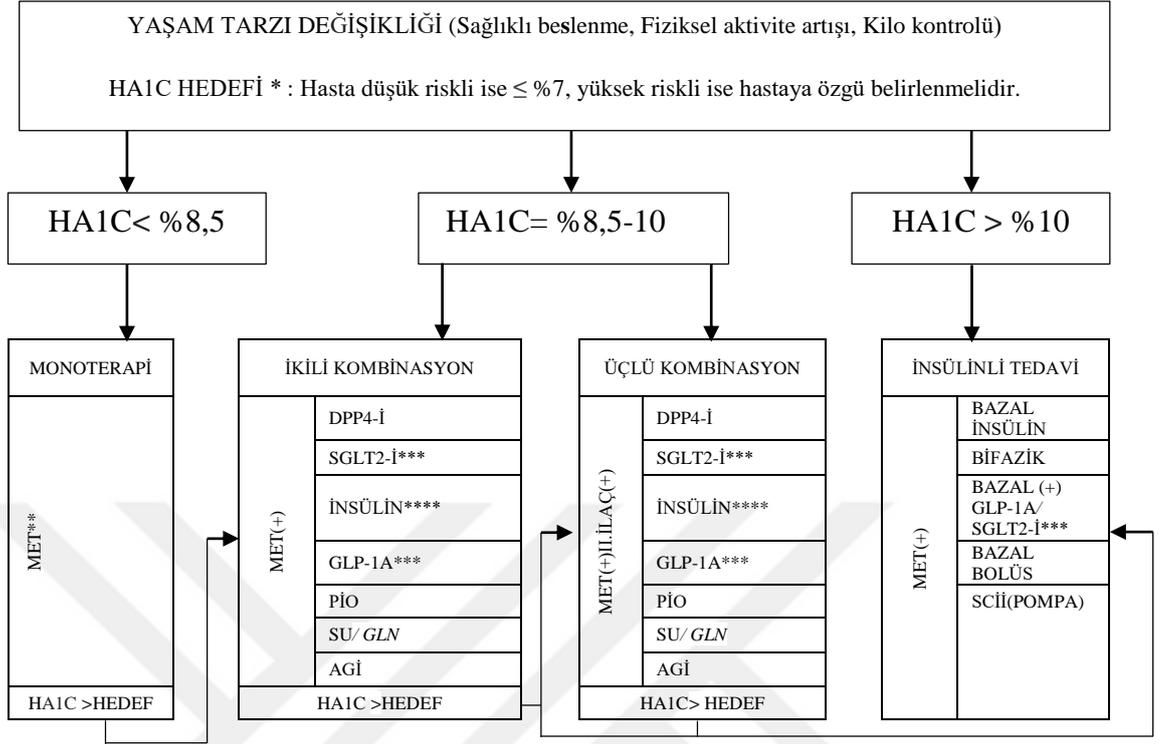 YAŞAM TARZI DEĞİŞİKLİĞİ (Sağlıklı beslenme, Fiziksel aktivite artışı, Kilo kontrolü)
HA1C HEDEFİ * : Hasta düşük riskli ise ≤ %7, yüksek riskli ise hastaya özgü belirlenmelidir.
HA1C< %8,5
HA1C= %8,5-10
HA1C > %10
MONOTERAPİ
MET**
HA1C >HEDEF
İKİLİ KOMBİNASYON
MET(+)
DPP4-İ
SGLT2-İ***
İNSÜLİN****
GLP-1A***
PİO
SU/ GLN
AGİ
HA1C >HEDEF
ÜÇLÜ KOMBİNASYON
MET(+)II.İLAÇ(+)
DPP4-İ
SGLT2-İ***
İNSÜLİN****
GLP-1A***
PİO
SU/ GLN
AGİ
HA1C> HEDEF
İNSÜLİNLİ TEDAVİ
MET(+)
BAZAL
İNSÜLİN
BİFAZİK
BAZAL (+)
GLP-1A/
SGLT2-İ***
BAZAL
BOLÜS
SCİİ(POMPA)